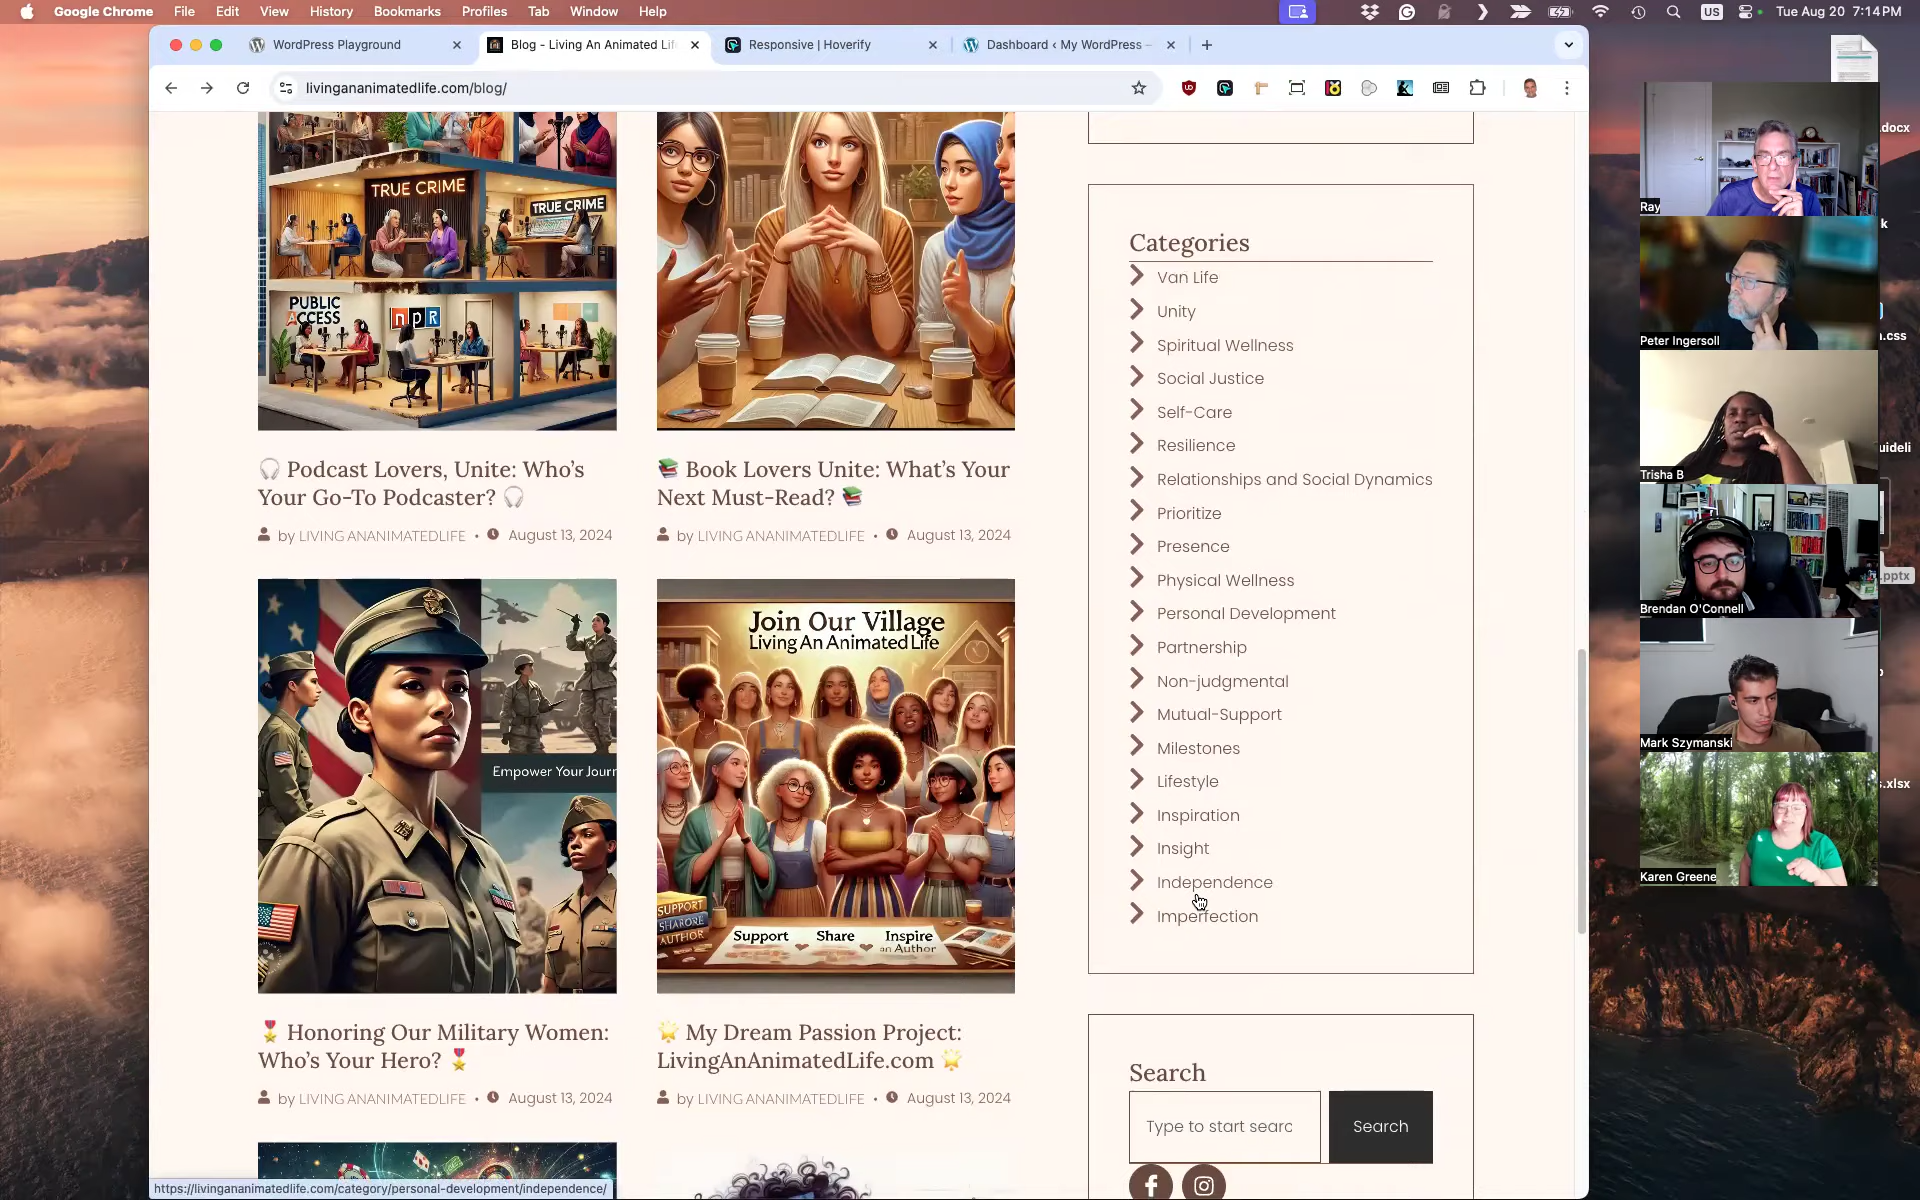 Google Chrome File Edit View History Bookmarks Profiles Tab Window Help
US Tue Aug 20 7:14 PM
WordPress Playground
Blog - Living An Animated Lif
Responsive | Hoverify
Dashboard ‹ My WordPress –
livingananimatedlife.com/blog/
TRUE CRIME
TRUE CRIME
PUBLIC
ACCESS
npr
🎧 Podcast Lovers, Unite: Who’s
Your Go-To Podcaster? 🎧
by LIVING ANANIMATEDLIFE • August 13, 2024
📚 Book Lovers Unite: What’s Your
Next Must-Read? 📚
by LIVING ANANIMATEDLIFE • August 13, 2024
Empower Your Journ
🎖️ Honoring Our Military Women:
Who’s Your Hero? 🎖️
by LIVING ANANIMATEDLIFE • August 13, 2024
Join Our Village
Living An Animated Life
SUPPORT
SHARORE
AUTHOR
Support Share Inspire
an Author
🌟 My Dream Passion Project:
LivingAnAnimatedLife.com 🌟
by LIVING ANANIMATEDLIFE • August 13, 2024
Categories
Van Life
Unity
Spiritual Wellness
Social Justice
Self-Care
Resilience
Relationships and Social Dynamics
Prioritize
Presence
Physical Wellness
Personal Development
Partnership
Non-judgmental
Mutual-Support
Milestones
Lifestyle
Inspiration
Insight
Independence
Imperfection
Search
Type to start searc
Search
https://livingananimatedlife.com/category/personal-development/independence/
Ray
Peter Ingersoll
Trisha B
Brendan O'Connell
Mark Szymanski
Karen Greene
.docx
k
.css
uideli
.pptx
s.xlsx